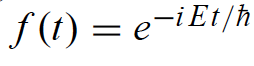 f(t) = e^{-iEt/ħ}